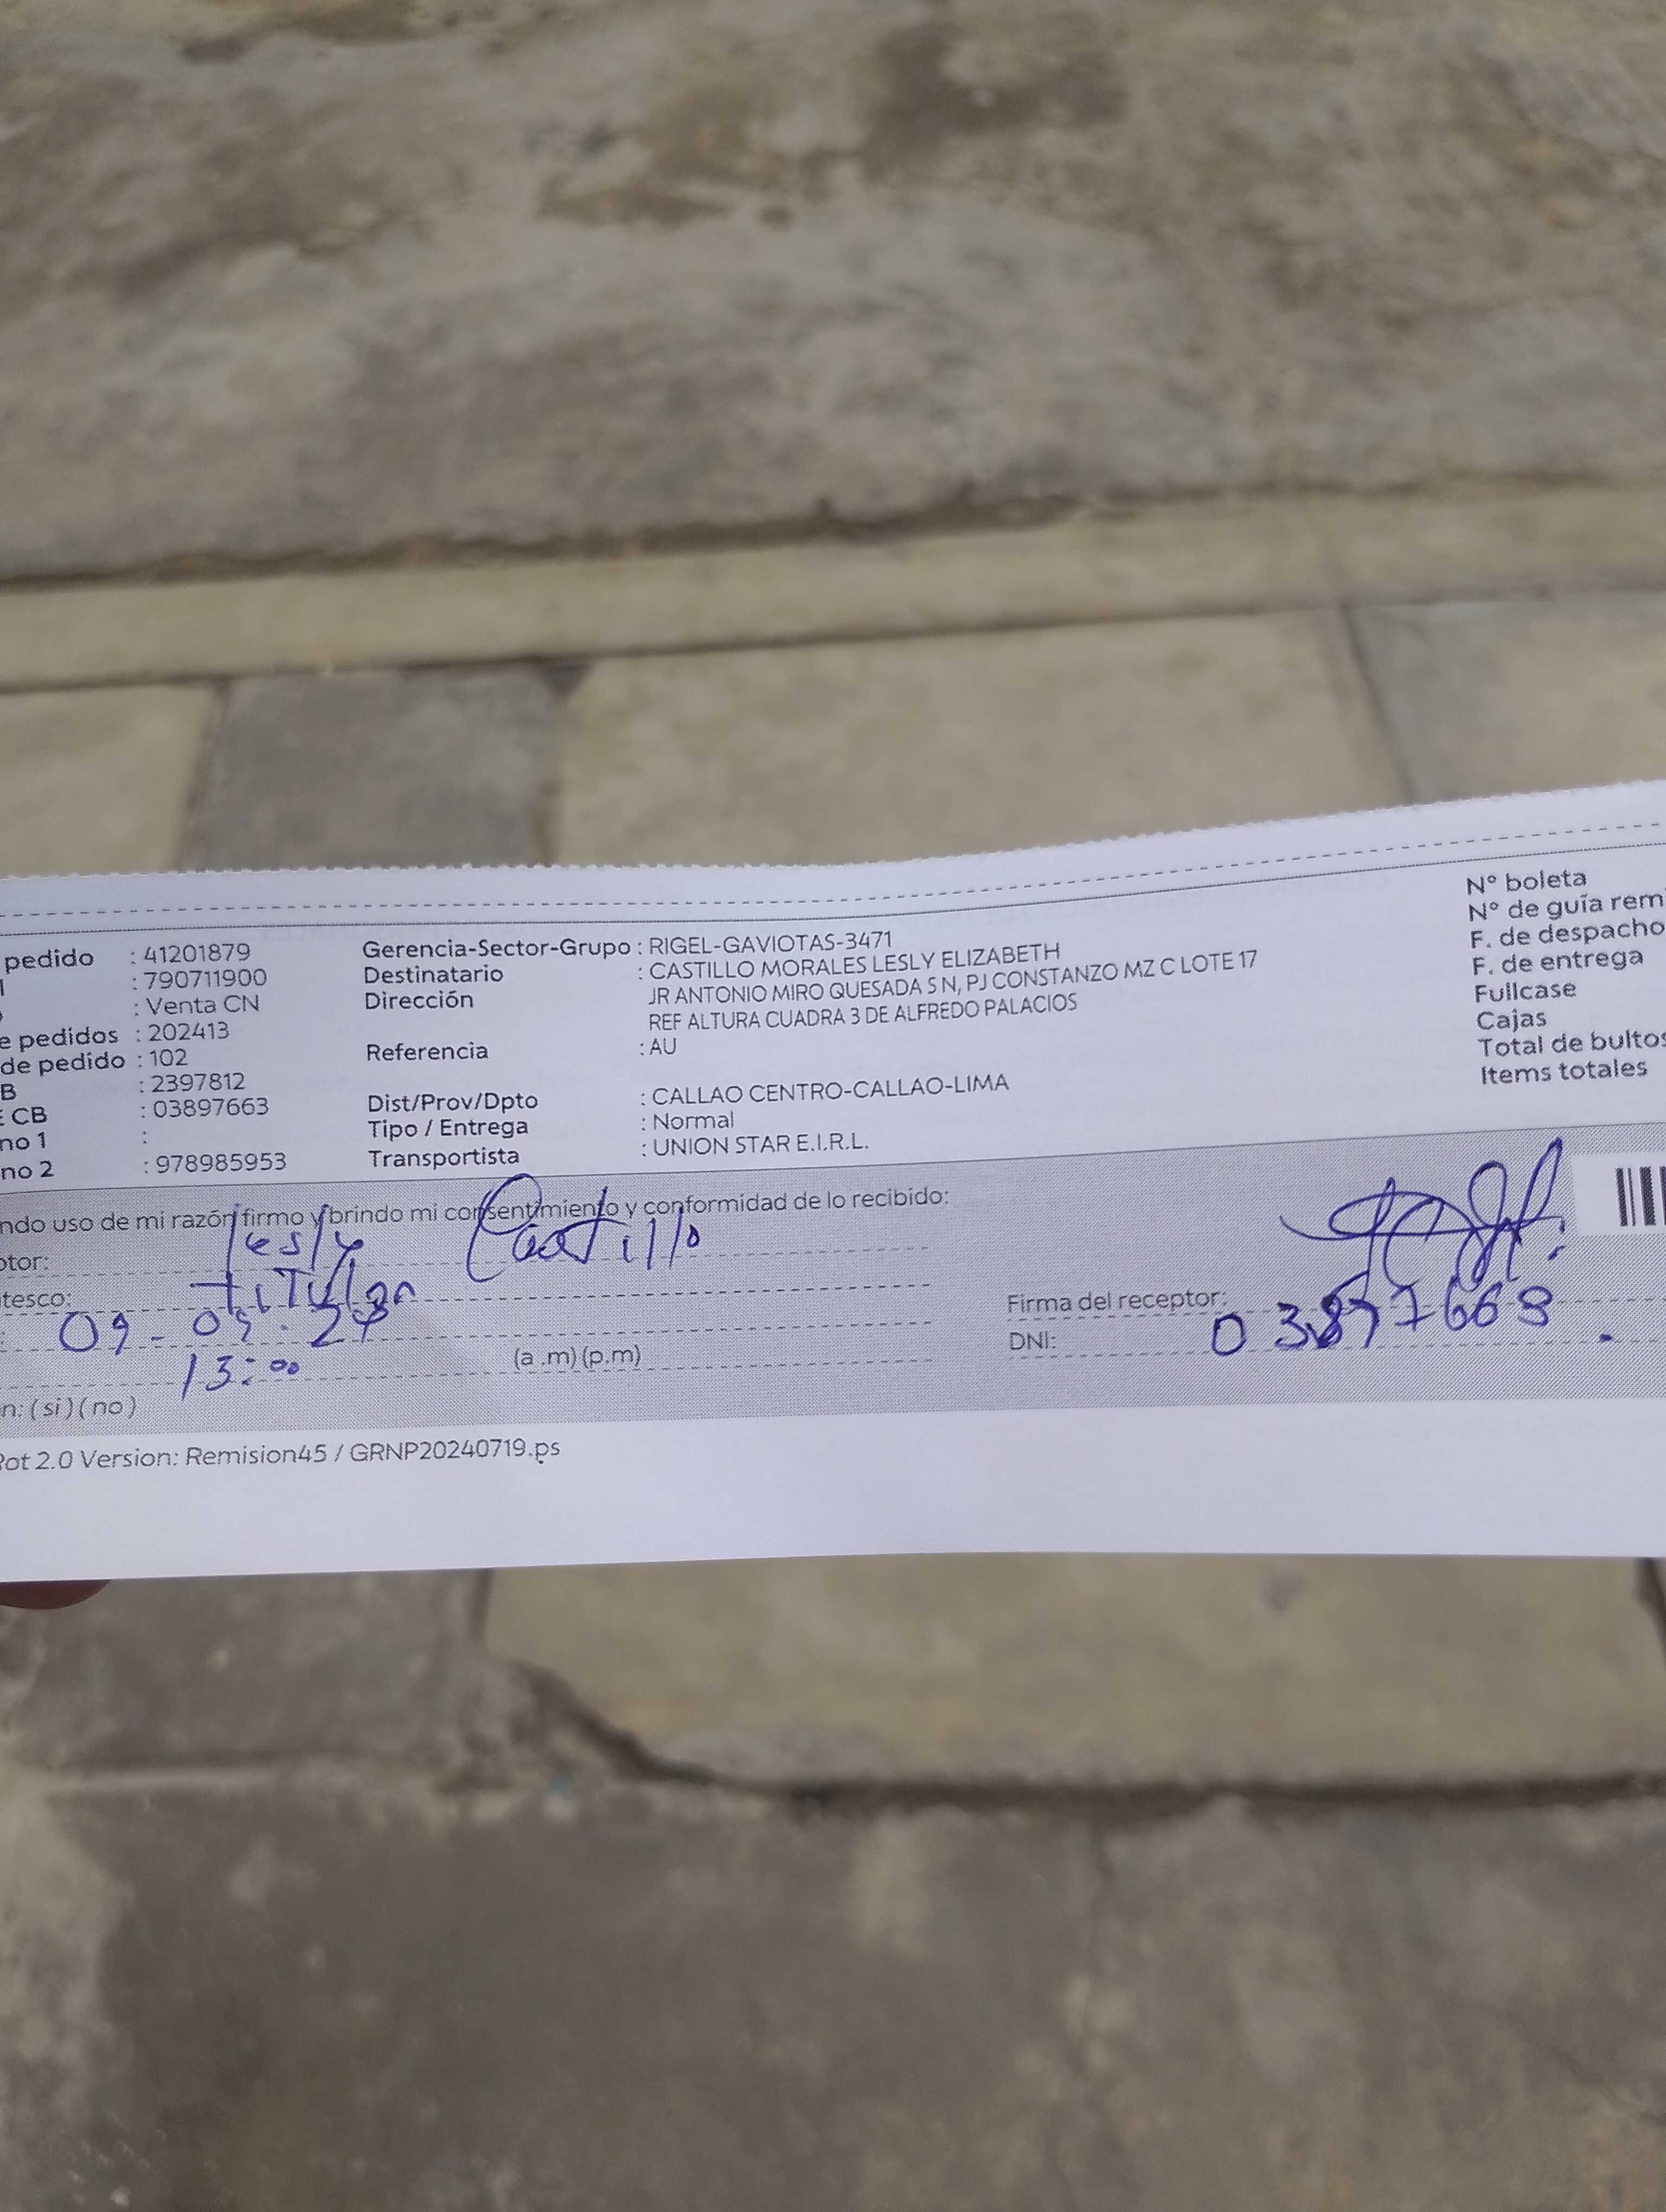 pedido : 41201879
: 790711900
: Venta CN
e pedidos : 202413
de pedido : 102
B : 2397812
E CB : 03897663
no 1 :
no 2 : 978985953
Gerencia-Sector-Grupo : RIGEL-GAVIOTAS-3471
Destinatario : CASTILLO MORALES LESLY ELIZABETH
Dirección JR ANTONIO MIRO QUESADA S N, PJ CONSTANZO MZ C LOTE 17
REF ALTURA CUADRA 3 DE ALFREDO PALACIOS
Referencia : AU
Dist/Prov/Dpto : CALLAO CENTRO-CALLAO-LIMA
Tipo / Entrega : Normal
Transportista : UNION STAR E.I.R.L.
N° boleta
N° de guía rem
F. de despacho
F. de entrega
Fullcase
Cajas
Total de bultos
Items totales
ndo uso de mi razón firmo y brindo mi consentimiento y conformidad de lo recibido:
ptor: Lesly Castillo
tesco: Titular
: 09-09-24
13:00 (a .m) (p.m)
n: ( si ) ( no )
Firma del receptor:
DNI: 03897663
Rot 2.0 Version: Remision45 / GRNP20240719.ps